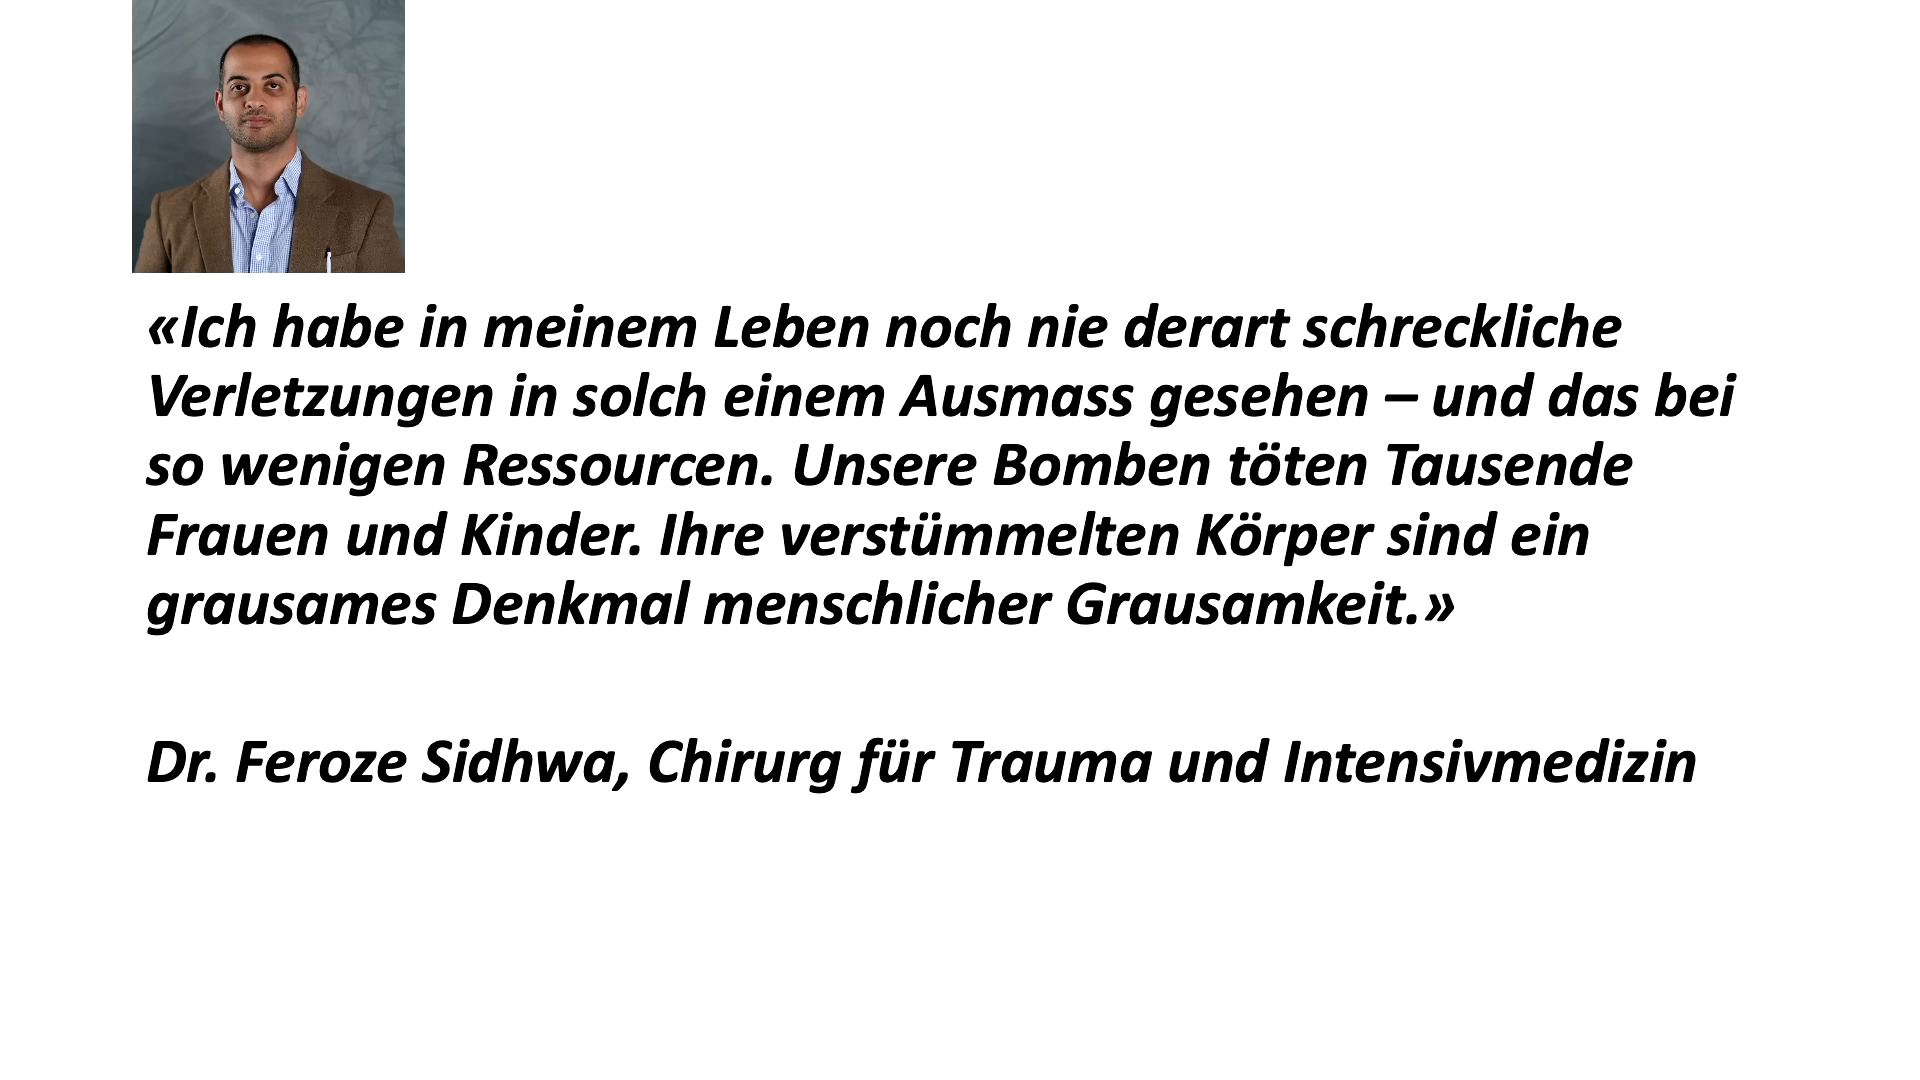 «Ich habe in meinem Leben noch nie derart schreckliche
Verletzungen in solch einem Ausmass gesehen – und das bei
so wenigen Ressourcen. Unsere Bomben töten Tausende
Frauen und Kinder. Ihre verstümmelten Körper sind ein
grausames Denkmal menschlicher Grausamkeit.»
Dr. Feroze Sidhwa, Chirurg für Trauma und Intensivmedizin